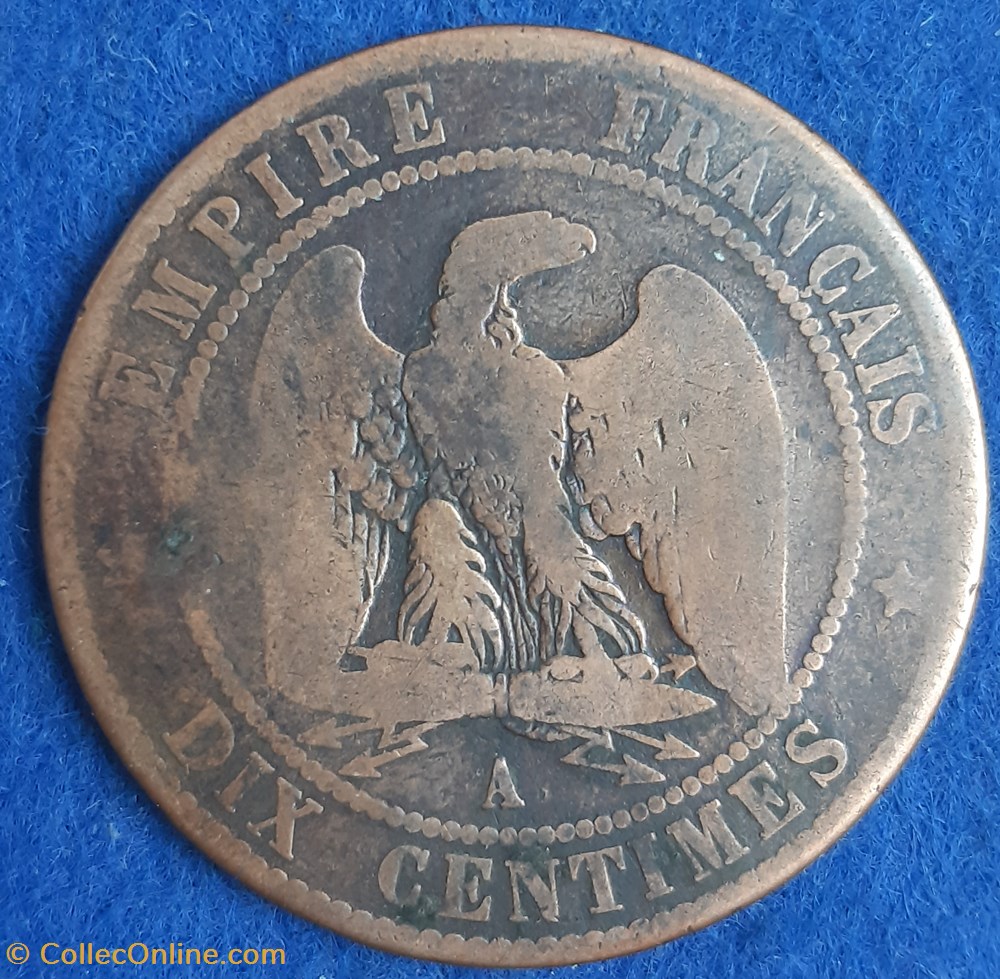 EMPIRE FRANÇAIS
A
DIX CENTIMES
© CollecOnline.com